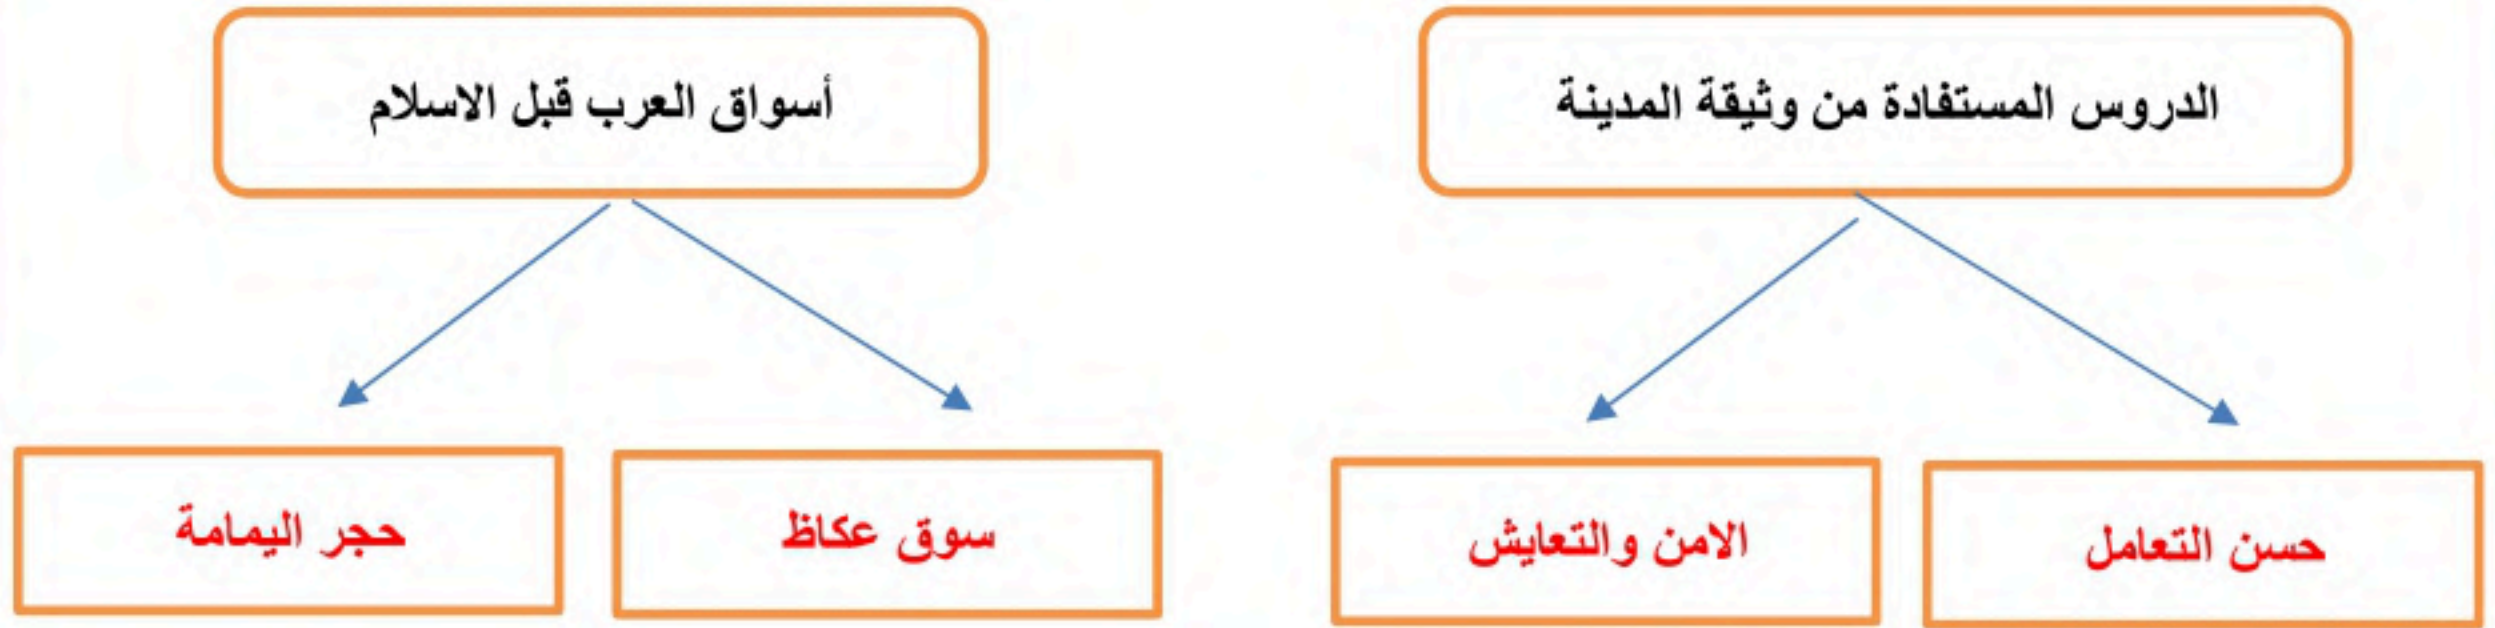 الدروس المستفادة من وثيقة المدينة
أسواق العرب قبل الاسلام
حسن التعامل
الامن والتعايش
سوق عكاظ
حجر اليمامة